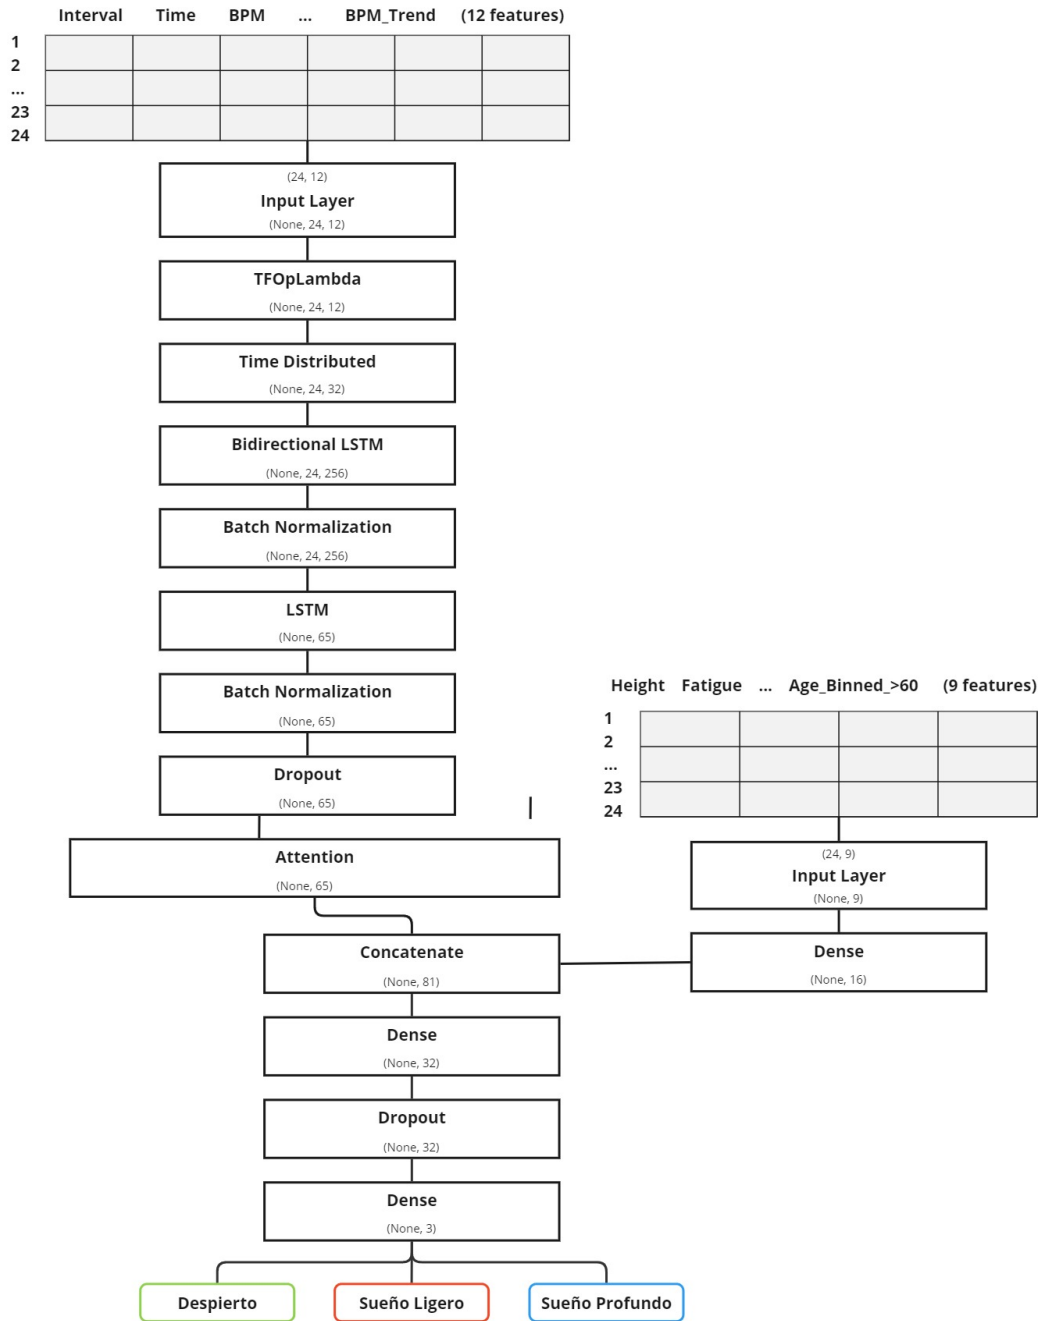 Interval Time BPM ... BPM_Trend (12 features)
1
2
...
23
24
(24, 12)
Input Layer
(None, 24, 12)
TFOpLambda
(None, 24, 12)
Time Distributed
(None, 24, 32)
Bidirectional LSTM
(None, 24, 256)
Batch Normalization
(None, 24, 256)
LSTM
(None, 65)
Batch Normalization
(None, 65)
Dropout
(None, 65)
Attention
(None, 65)
Height Fatigue ... Age_Binned_>60 (9 features)
1
2
...
23
24
(24, 9)
Input Layer
(None, 9)
Dense
(None, 16)
Concatenate
(None, 81)
Dense
(None, 32)
Dropout
(None, 32)
Dense
(None, 3)
Despierto Sueño Ligero Sueño Profundo